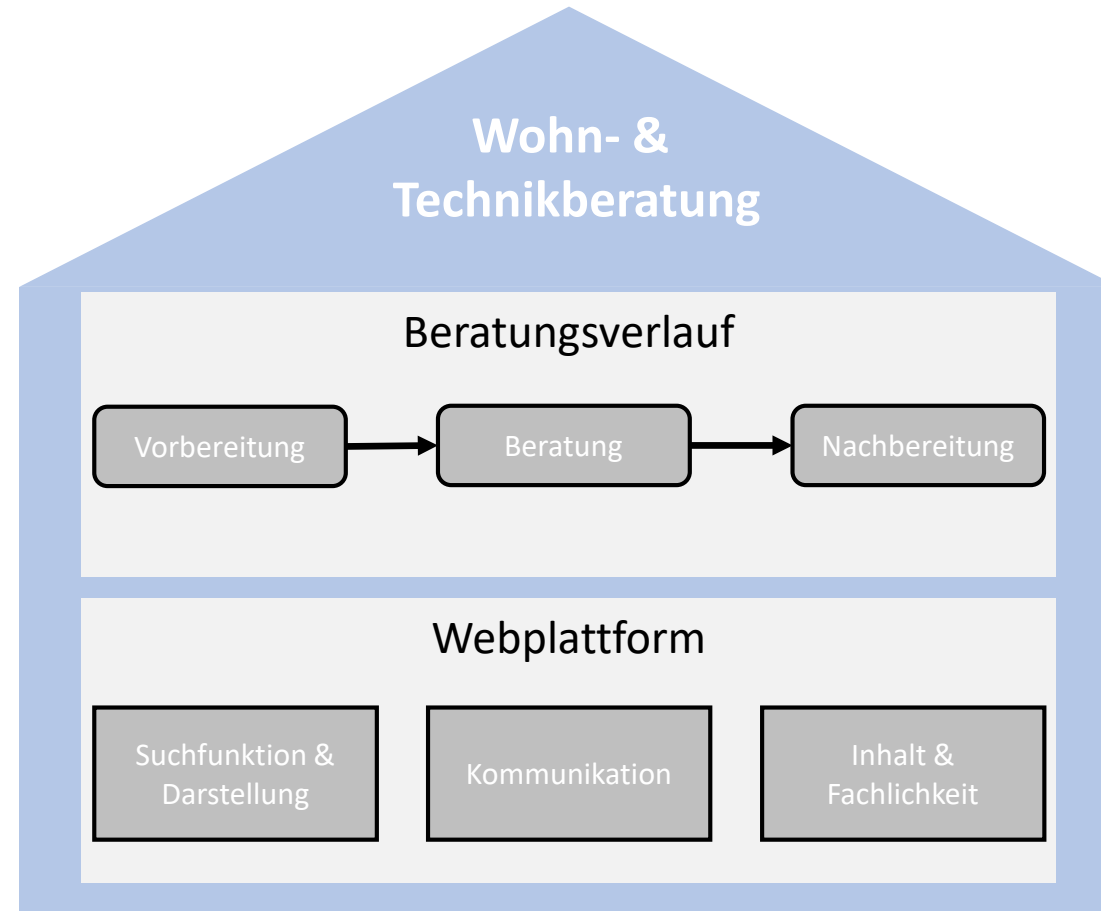 Wohn- &
Technikberatung
Beratungsverlauf
Vorbereitung
Beratung
Nachbereitung
Webplattform
Suchfunktion &
Darstellung
Kommunikation
Inhalt &
Fachlichkeit